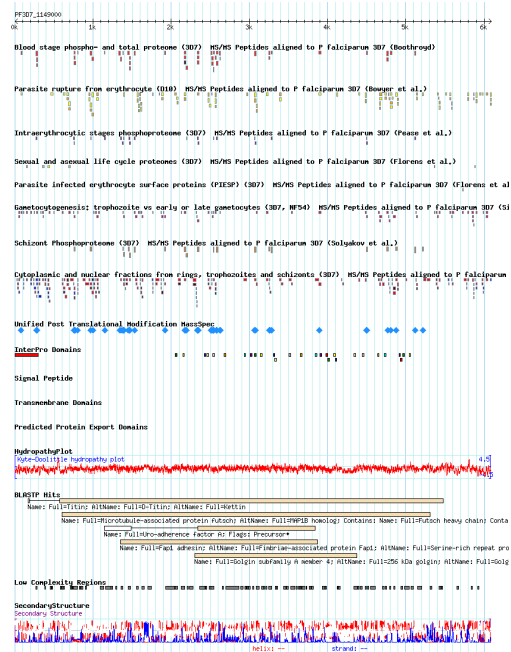 PF3D7_1149000
0k 1k 2k 3k 4k 5k 6k
Blood stage phospho- and total proteome (3D7) MS/MS Peptides aligned to P falciparum 3D7 (Boothroyd)
Parasite rupture from erythrocyte (D10) MS/MS Peptides aligned to P falciparum 3D7 (Bowyer et al.)
Intraerythrocytic stages phosphoproteome (3D7) MS/MS Peptides aligned to P falciparum 3D7 (Pease et al.)
Sexual and asexual life cycle proteomes (3D7) MS/MS Peptides aligned to P falciparum 3D7 (Florens et al.)
Parasite infected erythrocyte surface proteins (PIESP) (3D7) MS/MS Peptides aligned to P falciparum 3D7 (Florens et al
Gametocytogenesis: trophozoite vs early or late gametocytes (3D7, NF54) MS/MS Peptides aligned to P falciparum 3D7 (Si
Schizont Phosphoproteome (3D7) MS/MS Peptides aligned to P falciparum 3D7 (Solyakov et al.)
Cytoplasmic and nuclear fractions from rings, trophozoites and schizonts (3D7) MS/MS Peptides aligned to P falciparum
Unified Post Translational Modification MassSpec
InterPro Domains
Signal Peptide
Transmembrane Domains
Predicted Protein Export Domains
HydropathyPlot
Kyte-Doolittle hydropathy plot 4.5
-4.5
BLASTP Hits
Name: Full=Titin; AltName: Full=D-Titin; AltName: Full=Kettin
Name: Full=Microtubule-associated protein futsch; AltName: Full=MAP1B homolog; Contains: Name: Full=Futsch heavy chain; Conta
Name: Full=Uro-adherence factor A; Flags: Precursor*
Name: Full=Fap1 adhesin; AltName: Full=Fimbriae-associated protein Fap1; AltName: Full=Serine-rich repeat pro
Name: Full=Golgin subfamily A member 4; AltName: Full=256 kDa golgin; AltName: Full=Golg
Low Complexity Regions
SecondaryStructure
Secondary Structure
helix: -- strand: --